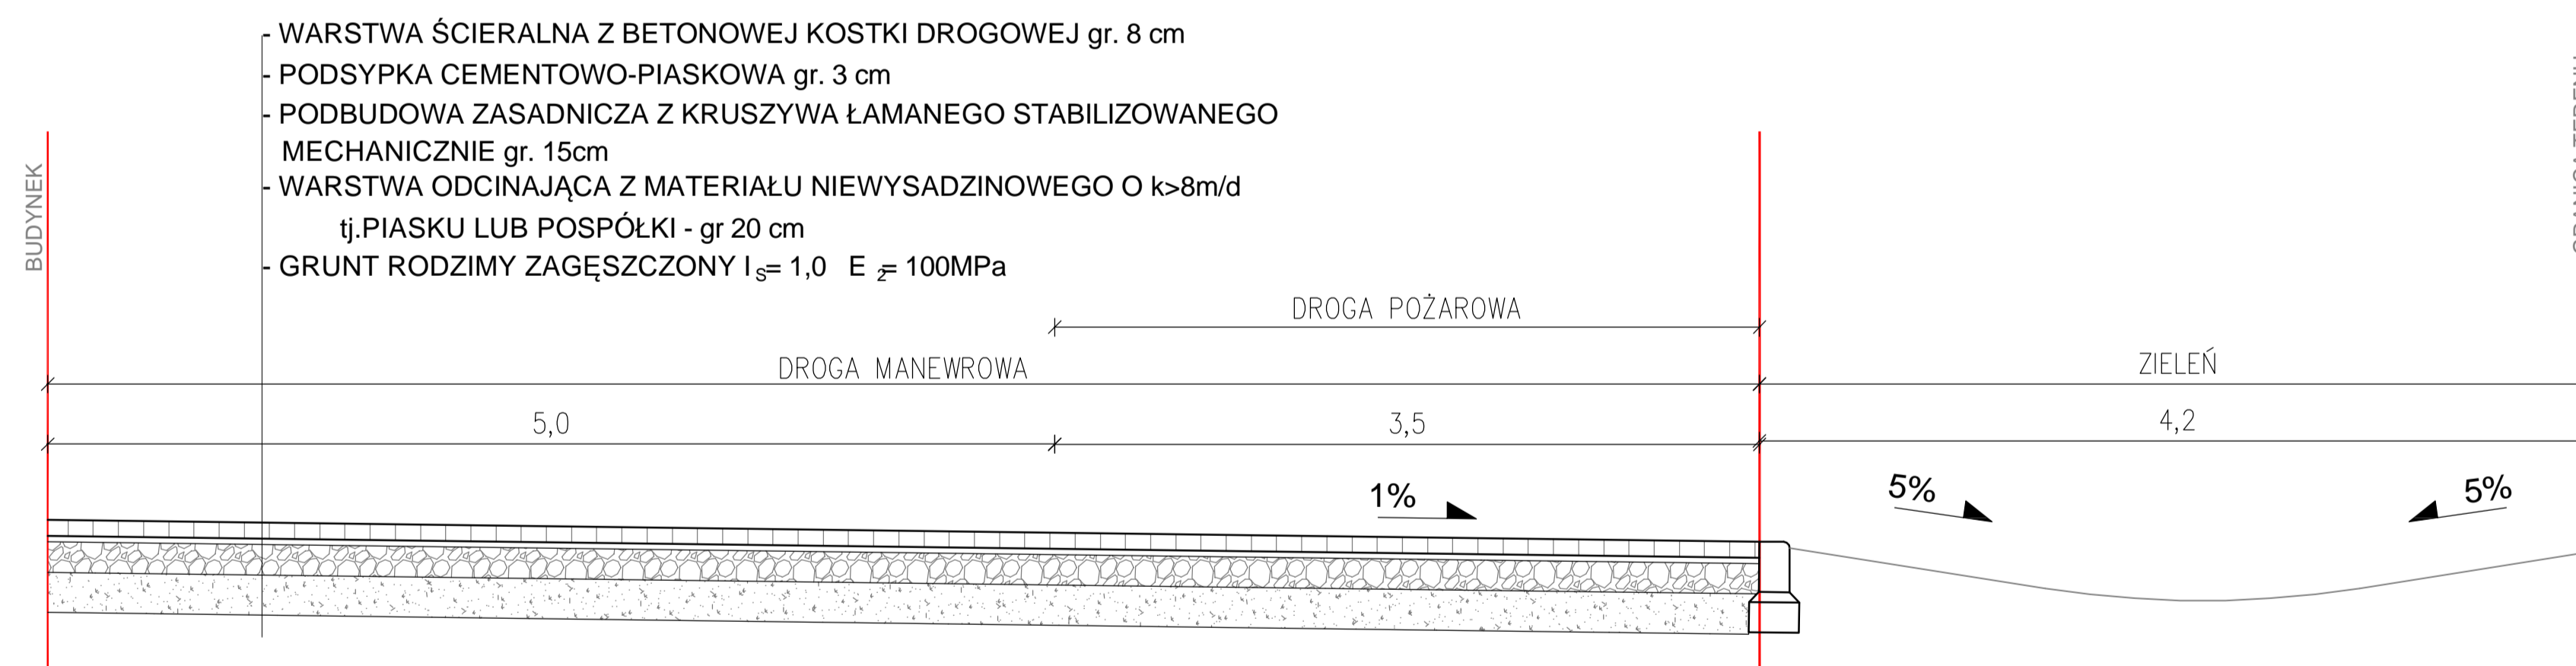 - WARSTWA ŚCIERALNA Z BETONOWEJ KOSTKI DROGOWEJ gr. 8 cm
- PODSYPKA CEMENTOWO-PIASKOWA gr. 3 cm
- PODBUDOWA ZASADNICZA Z KRUSZYWA ŁAMANEGO STABILIZOWANEGO
MECHANICZNIE gr. 15cm
- WARSTWA ODCINAJĄCA Z MATERIAŁU NIEWYSADZINOWEGO O k>8m/d
tj.PIASKU LUB POSPÓŁKI - gr 20 cm
- GRUNT RODZIMY ZAGĘSZCZONY I S= 1,0 E 2= 100MPa
BUDYNEK
DROGA POŻAROWA
DROGA MANEWROWA
ZIELEŃ
5,0
3,5
4,2
1%
5%
5%